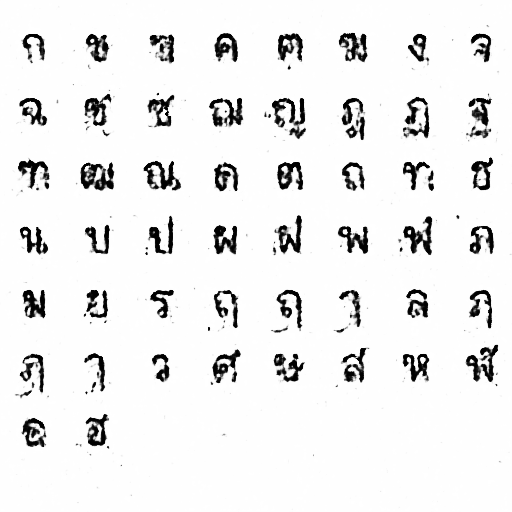 ก ข ฃ ค ฅ ฆ ง จ
ฉ ช ซ ฌ ญ ฎ ฏ ฐ
ฑ ฒ ณ ด ต ถ ท ธ
น บ ป ผ ฝ พ ฟ ภ
ม ย ร ฤ ฤ ๅ ล ฦ
ฦ ๅ ว ศ ษ ส ห ฬ
อ ฮ